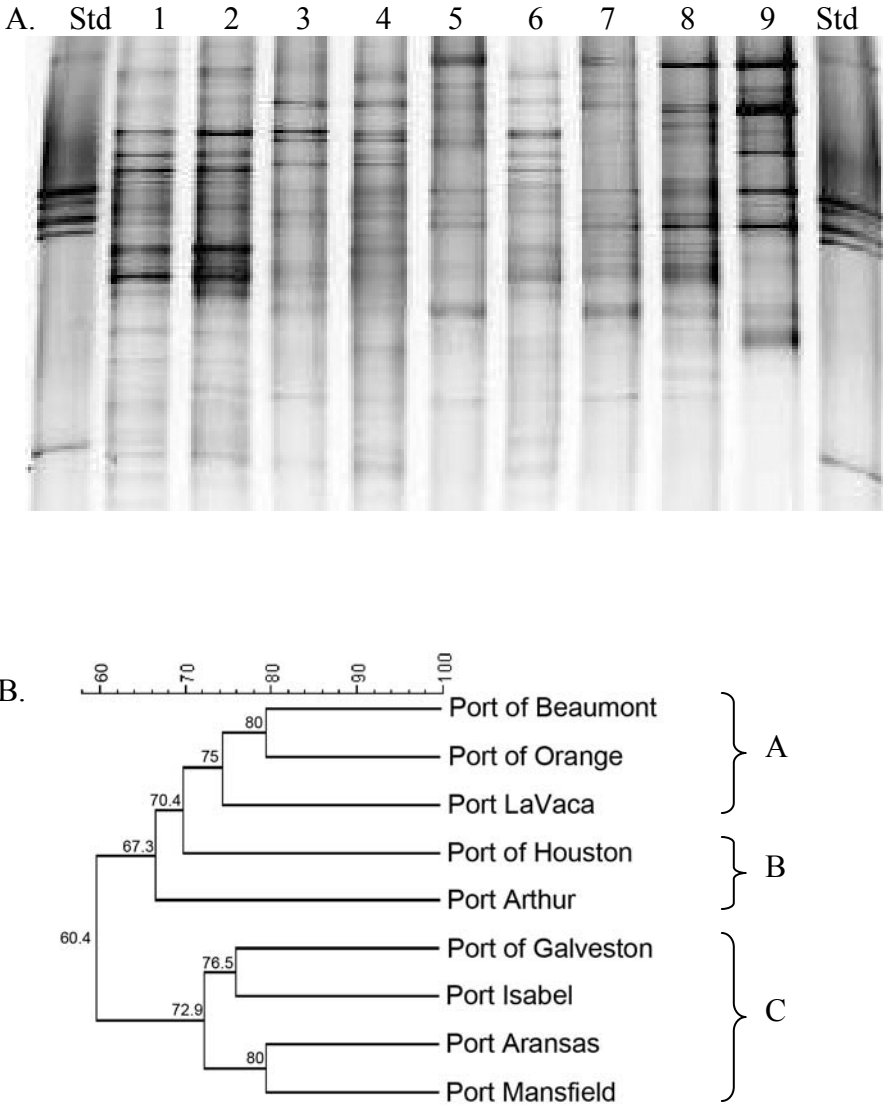 A. Std 1 2 3 4 5 6 7 8 9 Std
B.
60 70 80 90 100
Port of Beaumont
80
Port of Orange
A
75
Port LaVaca
70.4
Port of Houston
67.3
B
Port Arthur
60.4
Port of Galveston
76.5
Port Isabel
72.9
C
Port Aransas
80
Port Mansfield